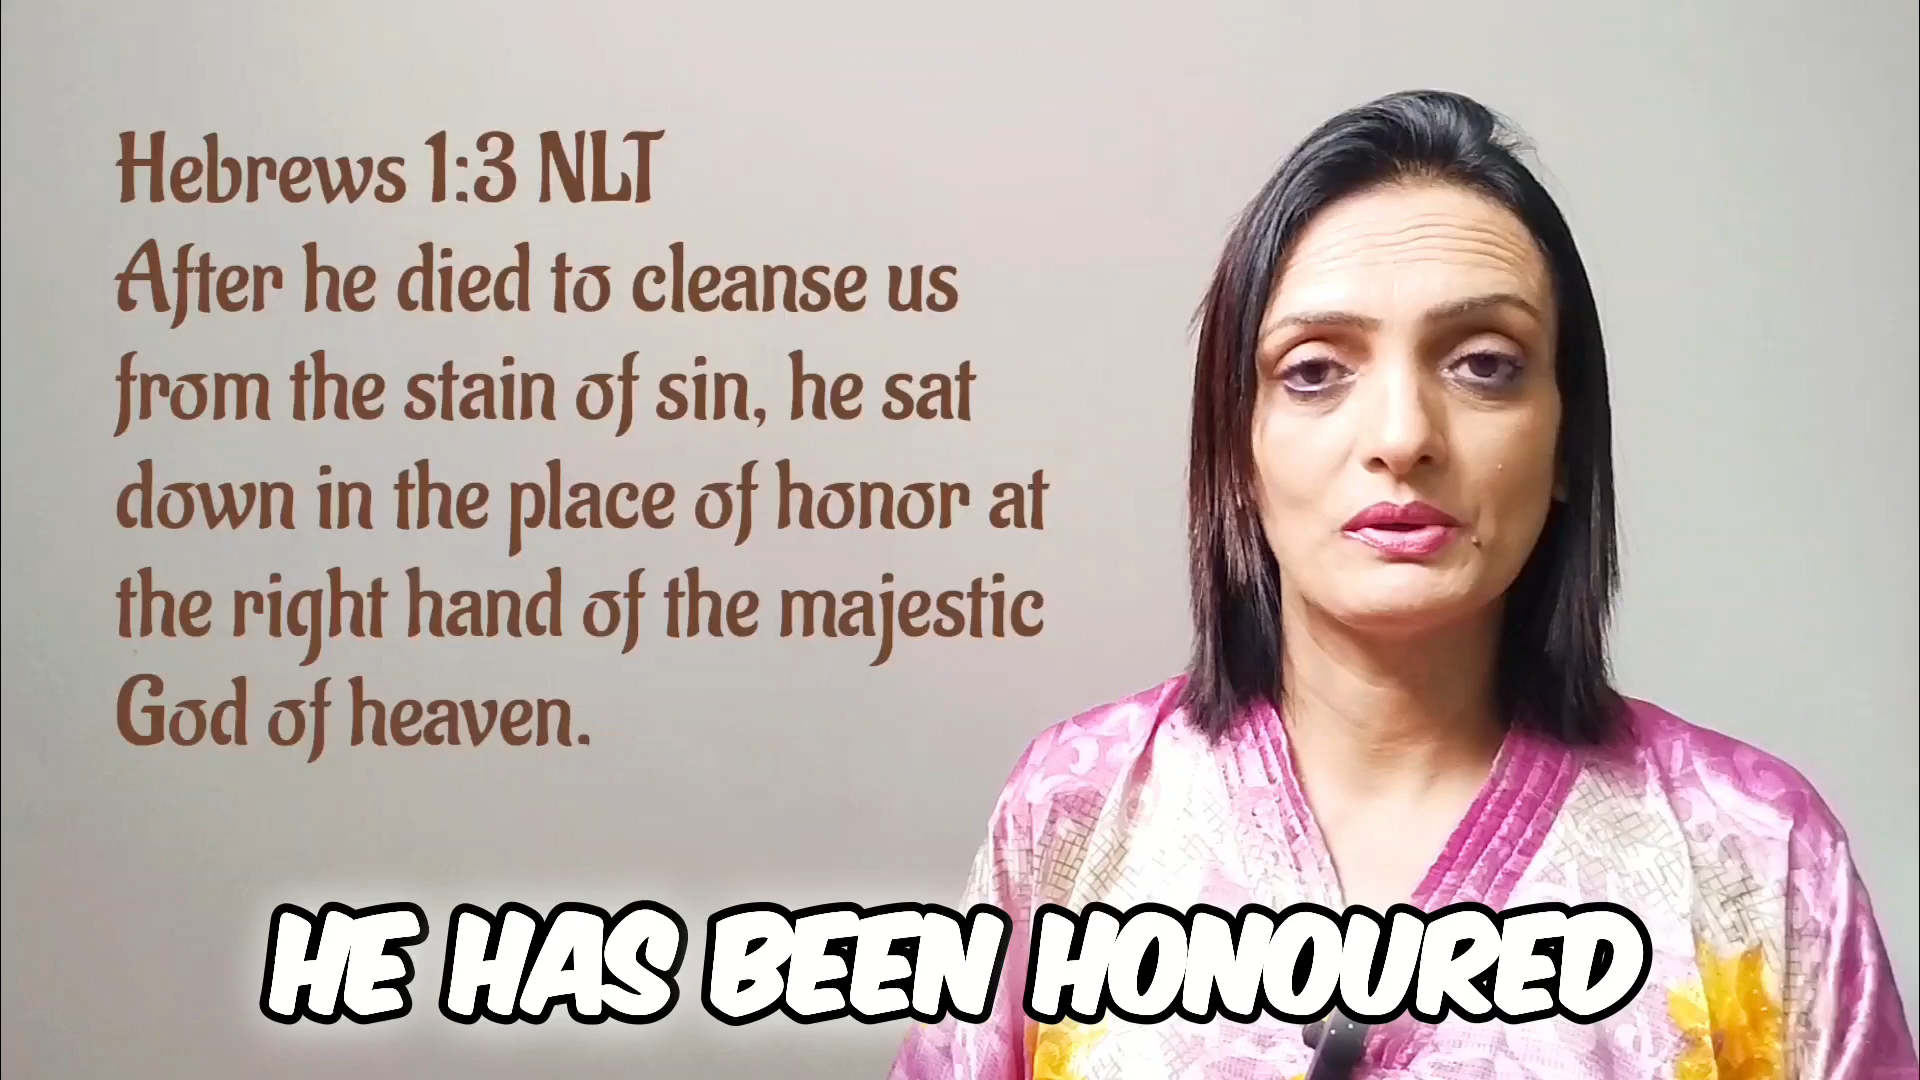 Hebrews 1:3 NLT
After he died to cleanse us
from the stain of sin, he sat
down in the place of honor at
the right hand of the majestic
God of heaven.
HE HAS BEEN HONOURED